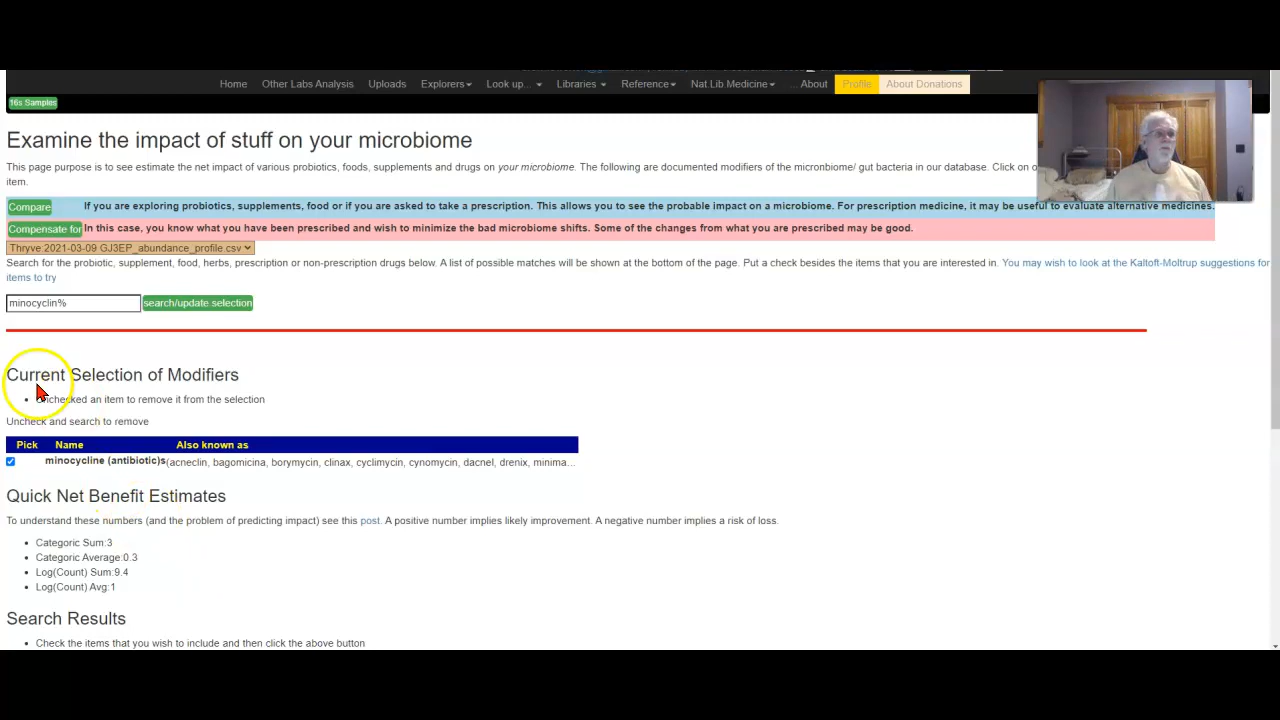 Home Other Labs Analysis Uploads Explorers Look up... Libraries Reference Nat.Lib.Medicine ... About Profile About Donations
16s Samples
Examine the impact of stuff on your microbiome
This page purpose is to see estimate the net impact of various probiotics, foods, supplements and drugs on your microbiome. The following are documented modifiers of the micronbiome/ gut bacteria in our database. Click on
item.
Compare If you are exploring probiotics, supplements, food or if you are asked to take a prescription. This allows you to see the probable impact on a microbiome. For prescription medicine, it may be useful to evaluate alternative medicines.
Compensate for In this case, you know what you have been prescribed and wish to minimize the bad microbiome shifts. Some of the changes from what you are prescribed may be good.
Thryve:2021-03-09 GJ3EP_abundance_profile.csv
Search for the probiotic, supplement, food, herbs, prescription or non-prescription drugs below. A list of possible matches will be shown at the bottom of the page. Put a check besides the items that you are interested in. You may wish to look at the Kaltoft-Moltrup suggestions for
items to try
minocyclin% search/update selection
Current Selection of Modifiers
Unchecked an item to remove it from the selection
Uncheck and search to remove
Pick Name Also known as
minocycline (antibiotic)s (acneclin, bagomicina, borymycin, clinax, cyclimycin, cynomycin, dacnel, drenix, minima...
Quick Net Benefit Estimates
To understand these numbers (and the problem of predicting impact) see this post. A positive number implies likely improvement. A negative number implies a risk of loss.
Categoric Sum:3
Categoric Average:0.3
Log(Count) Sum:9.4
Log(Count) Avg:1
Search Results
Check the items that you wish to include and then click the above button